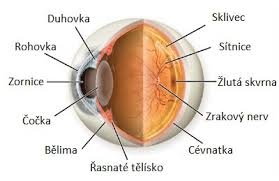 Duhovka
Rohovka
Zornice
Čočka
Bělima
Řasnaté tělísko
Sklivec
Sítnice
Žlutá skvrna
Zrakový nerv
Cévnatka